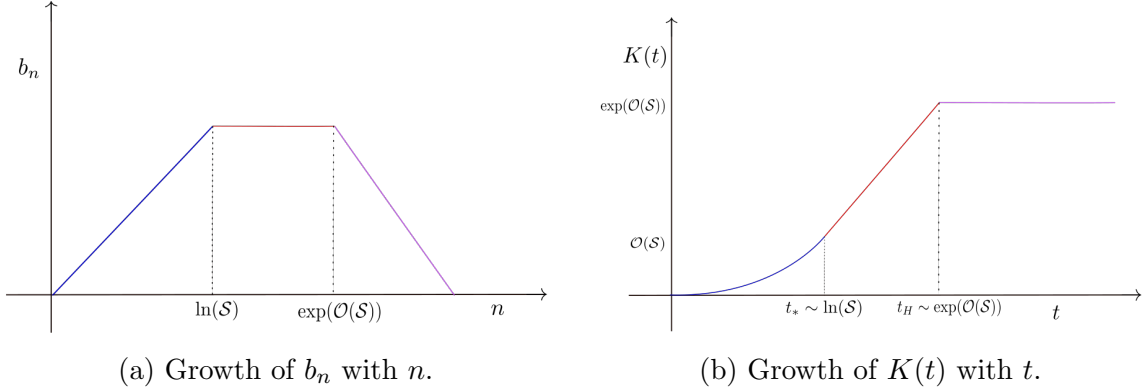 b_n
ln(𝒮)
exp(𝒪(𝒮))
n
(a) Growth of b_n with n.
K(t)
exp(𝒪(𝒮))
𝒪(𝒮)
t_* ∼ ln(𝒮)
t_H ∼ exp(𝒪(𝒮))
t
(b) Growth of K(t) with t.